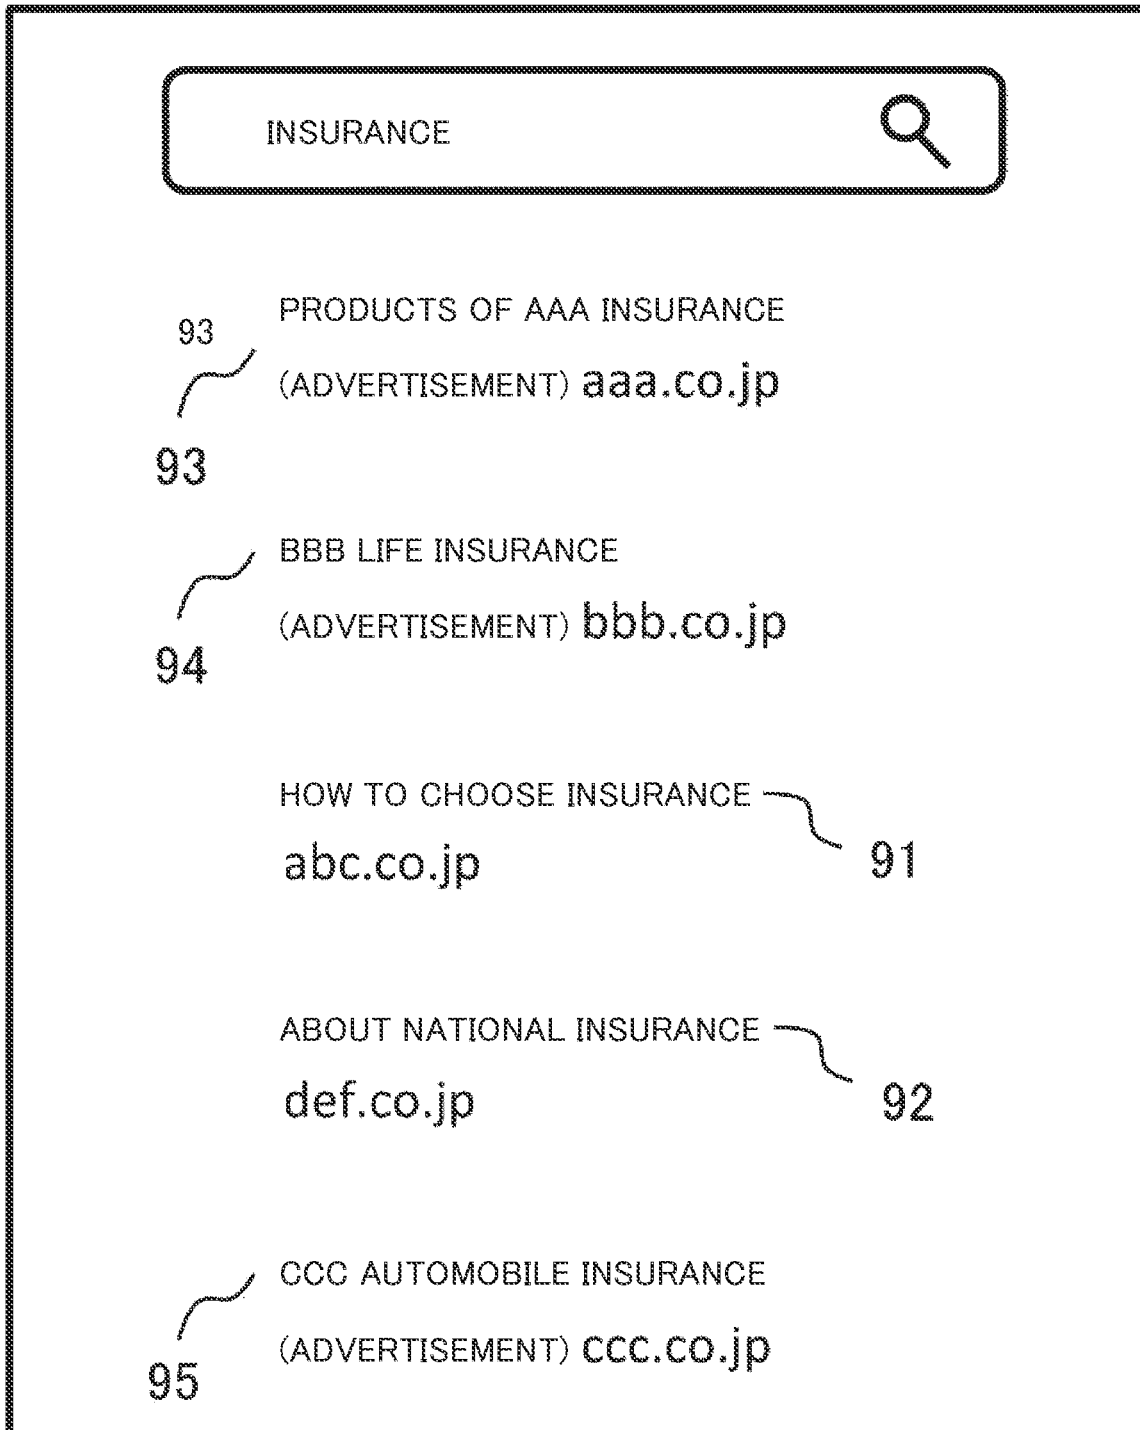 INSURANCE
PRODUCTS OF AAA INSURANCE
93
(ADVERTISEMENT) aaa.co.jp
93
BBB LIFE INSURANCE
(ADVERTISEMENT) bbb.co.jp
94
HOW TO CHOOSE INSURANCE
abc.co.jp
91
ABOUT NATIONAL INSURANCE
def.co.jp
92
CCC AUTOMOBILE INSURANCE
(ADVERTISEMENT) ccc.co.jp
95